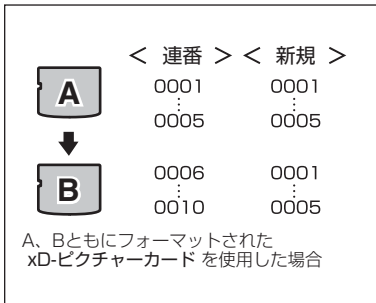 < 連番 > < 新規 >
A
0001 0001
⋮ ⋮
0005 0005
B
0006 0001
⋮ ⋮
0010 0005
A、Bともにフォーマットされた
xD-ピクチャーカード を使用した場合